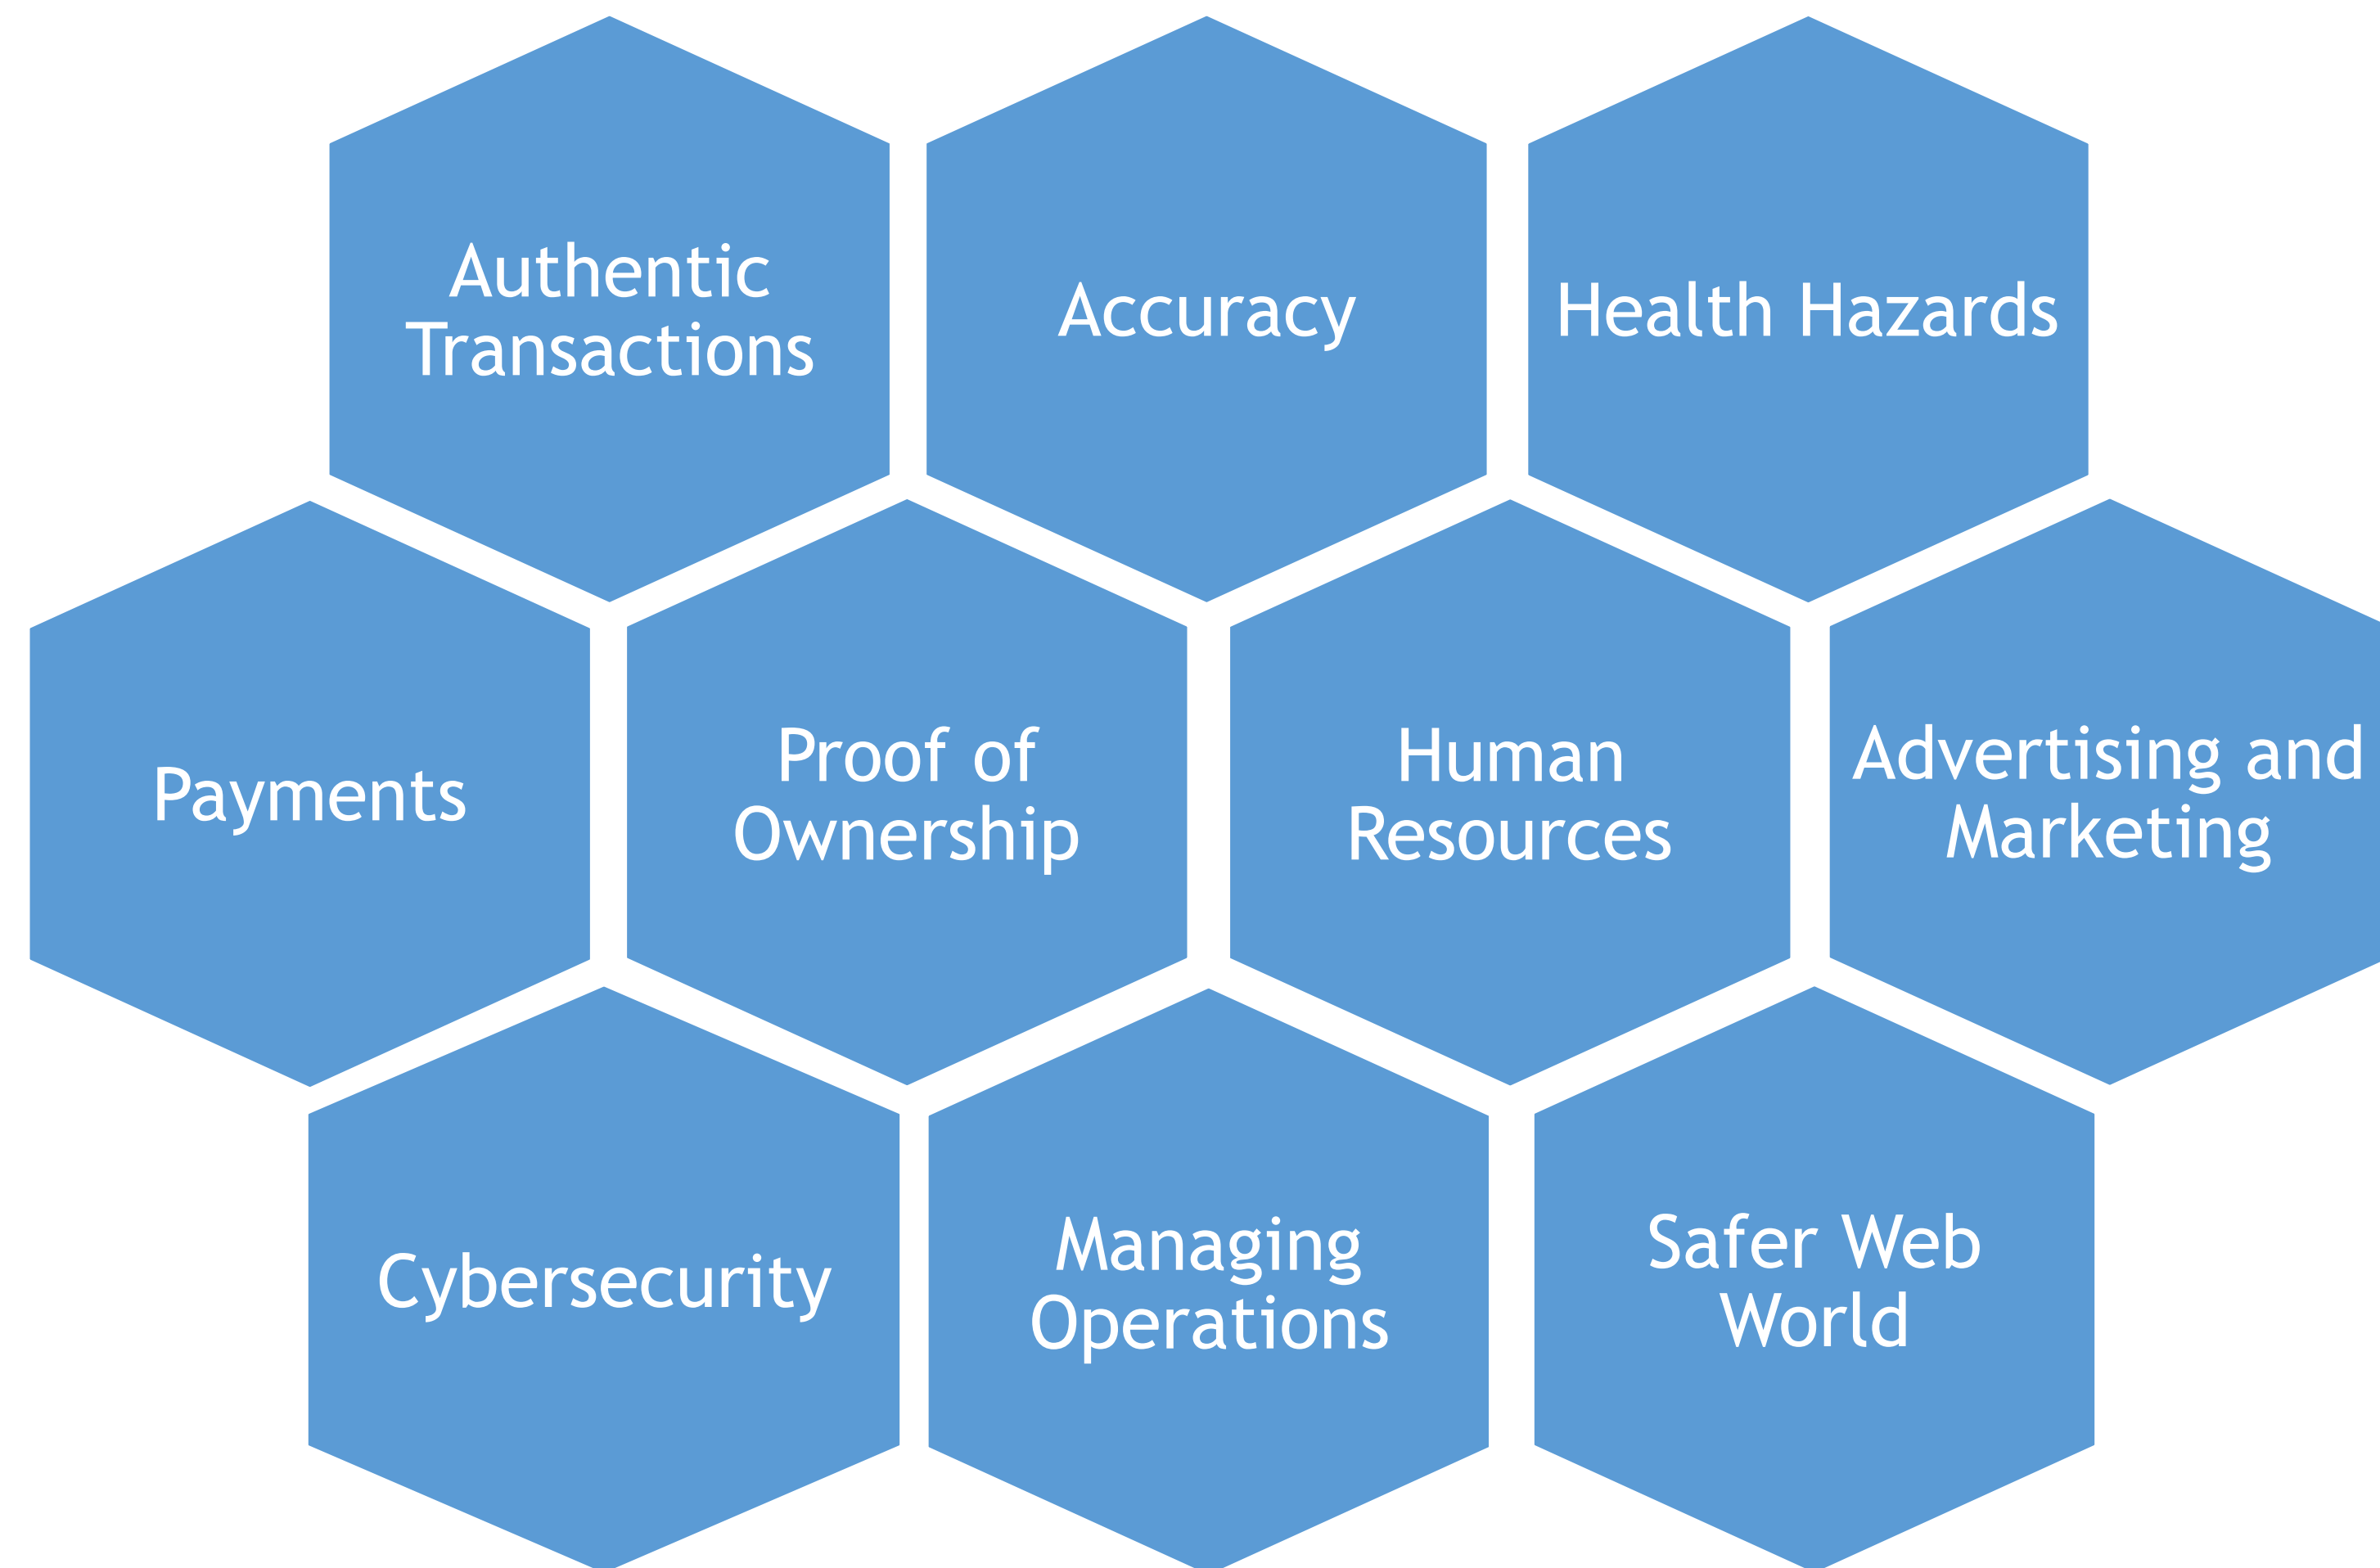 Authentic
Transactions
Accuracy
Health Hazards
Payments
Proof of
Ownership
Human
Resources
Advertising and
Marketing
Cybersecurity
Managing
Operations
Safer Web
World